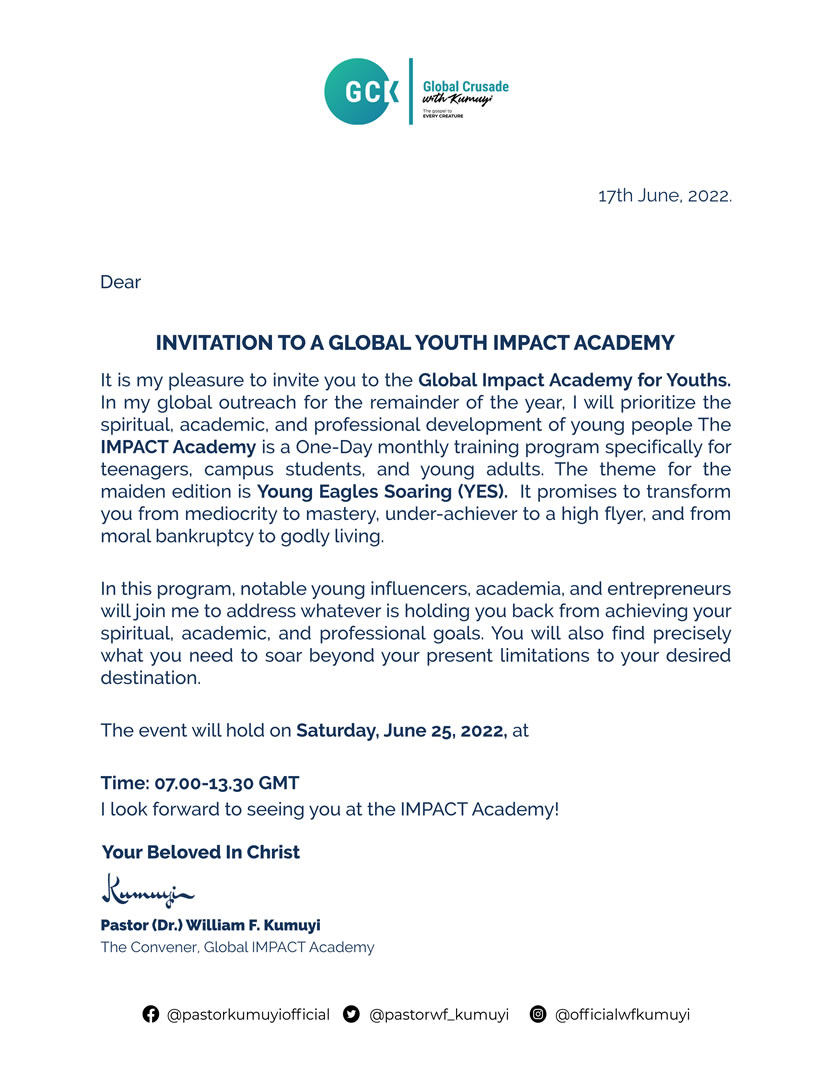 GCK
Global Crusade
with Kumuyi
The gospel to
EVERY CREATURE
17th June, 2022.
Dear
INVITATION TO A GLOBAL YOUTH IMPACT ACADEMY
It is my pleasure to invite you to the Global Impact Academy for Youths.
In my global outreach for the remainder of the year, I will prioritize the
spiritual, academic, and professional development of young people The
IMPACT Academy is a One-Day monthly training program specifically for
teenagers, campus students, and young adults. The theme for the
maiden edition is Young Eagles Soaring (YES). It promises to transform
you from mediocrity to mastery, under-achiever to a high flyer, and from
moral bankruptcy to godly living.
In this program, notable young influencers, academia, and entrepreneurs
will join me to address whatever is holding you back from achieving your
spiritual, academic, and professional goals. You will also find precisely
what you need to soar beyond your present limitations to your desired
destination.
The event will hold on Saturday, June 25, 2022, at
Time: 07.00-13.30 GMT
I look forward to seeing you at the IMPACT Academy!
Your Beloved In Christ
Kumuyi
Pastor (Dr.) William F. Kumuyi
The Convener, Global IMPACT Academy
@pastorkumuyiofficial @pastorwf_kumuyi @officialwfkumuyi